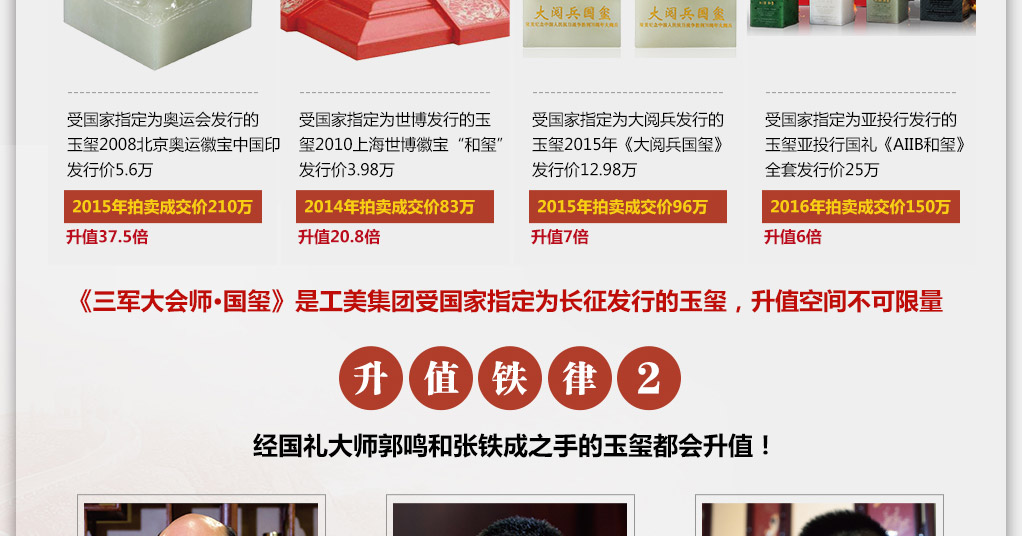 大阅兵国玺
大阅兵国玺
受国家指定为奥运会发行的
玉玺2008北京奥运徽宝中国印
发行价5.6万
2015年拍卖成交价210万
升值37.5倍
受国家指定为世博发行的玉
玺2010上海世博徽宝“和玺”
发行价3.98万
2014年拍卖成交价83万
升值20.8倍
受国家指定为大阅兵发行的
玉玺2015年《大阅兵国玺》
发行价12.98万
2015年拍卖成交价96万
升值7倍
受国家指定为亚投行发行的
玉玺亚投行国礼《AIIB和玺》
全套发行价25万
2016年拍卖成交价150万
升值6倍
《三军大会师·国玺》是工美集团受国家指定为长征发行的玉玺，升值空间不可限量
升值铁律2
经国礼大师郭鸣和张铁成之手的玉玺都会升值！